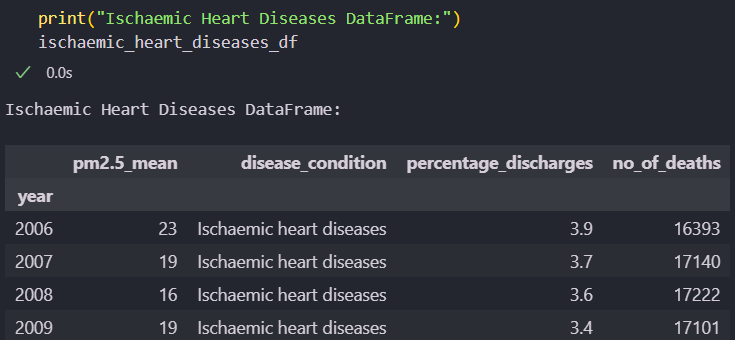 print("Ischaemic Heart Diseases DataFrame:")
ischaemic_heart_diseases_df
✓ 0.0s
Ischaemic Heart Diseases DataFrame:
pm2.5_mean disease_condition percentage_discharges no_of_deaths
year
2006 23 Ischaemic heart diseases 3.9 16393
2007 19 Ischaemic heart diseases 3.7 17140
2008 16 Ischaemic heart diseases 3.6 17222
2009 19 Ischaemic heart diseases 3.4 17101